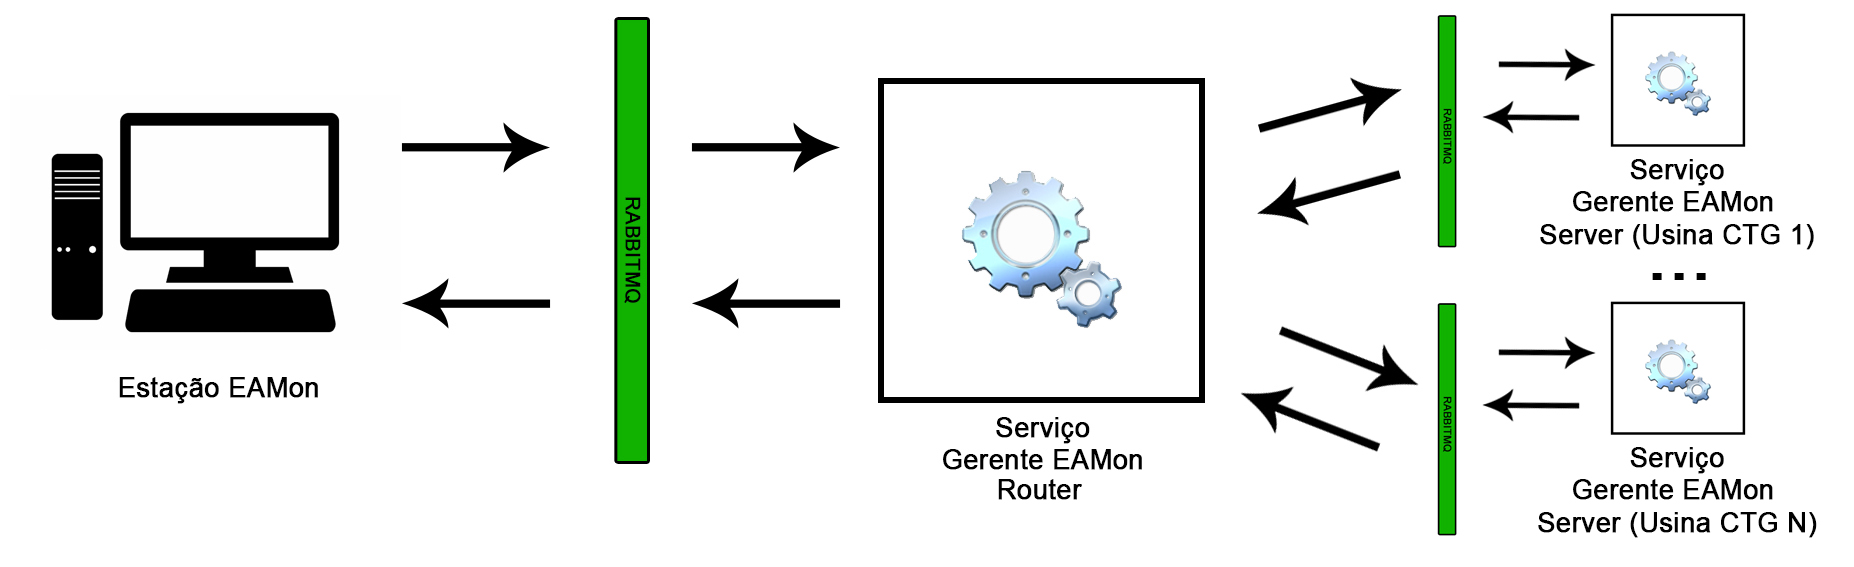 Estação EAMon
RABBITMQ
Serviço
Gerente EAMon
Router
RABBITMQ
Serviço
Gerente EAMon
Server (Usina CTG 1)
...
RABBITMQ
Serviço
Gerente EAMon
Server (Usina CTG N)